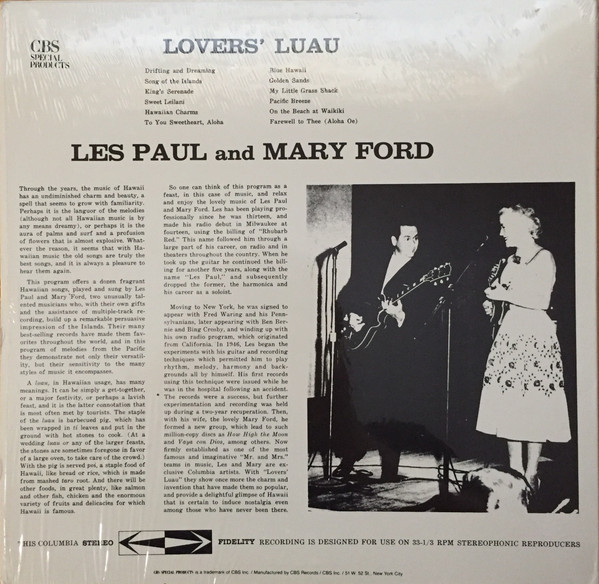 CBS
SPECIAL
PRODUCTS
LOVERS' LUAU
Drifting and Dreaming
Song of the Islands
King's Serenade
Sweet Leilani
Hawaiian Charms
To You Sweetheart, Aloha
Blue Hawaii
Golden Sands
My Little Grass Shack
Pacific Breeze
On the Beach at Waikiki
Farewell to Thee (Aloha Oe)
LES PAUL and MARY FORD
Through the years, the music of Hawaii
has an undiminished charm and beauty, a
spell that seems to grow with familiarity.
Perhaps it is the languor of the melodies
(although not all Hawaiian music is by
any means dreamy), or perhaps it is the
aura of palms and surf and a profusion
of flowers that is almost explosive. What-
ever the reason, it seems that with Ha-
waiian music the old songs are truly the
best songs, and it is always a pleasure to
hear them again.
This program offers a dozen fragrant
Hawaiian songs, played and sung by Les
Paul and Mary Ford, two unusually tal-
ented musicians who, with their own gifts
and the assistance of multiple-track re-
cording, build up a remarkable persuasive
impression of the Islands. Their many
best-selling records have made them fav-
orites throughout the world, and in this
program of melodies from the Pacific
they demonstrate not only their versatil-
ity, but their sensitivity to the many
styles of music it encompasses.
A luau, in Hawaiian usage, has many
meanings. It can be simply a get-together,
or a major festivity, or perhaps a lavish
feast, and it is the latter connotation that
is most often met by tourists. The staple
of the luau is barbecued pig, which has
been wrapped in ti leaves and put in the
ground with hot stones to cook. (At a
wedding luau or any of the larger feasts,
the stones are sometimes foregone in favor
of a large oven, to take care of the crowd.)
With the pig is served poi, a staple food of
Hawaii, like bread or rice, which is made
from mashed taro root. And there will be
other foods, in great plenty, like salmon
and other fish, chicken and the enormous
variety of fruits and delicacies for which
Hawaii is famous.
So one can think of this program as a
feast, in this case of music, and relax
and enjoy the lovely music of Les Paul
and Mary Ford. Les has been playing pro-
fessionally since he was thirteen, and
made his radio debut in Milwaukee at
fourteen, using the billing of "Rhubarb
Red." This name followed him through a
large part of his career, on radio and in
theaters throughout the country. When he
took up the guitar he continued the bill-
ing for another five years, along with the
name "Les Paul," and subsequently
dropped the former, the harmonica and
his career as a soloist.
Moving to New York, he was signed to
appear with Fred Waring and his Penn-
sylvanians, later appearing with Ben Ber-
nie and Bing Crosby, and winding up with
his own radio program, which originated
from California. In 1946, Les began the
experiments with his guitar and recording
techniques which permitted him to play
rhythm, melody, harmony and back-
grounds all by himself. His first records
using this technique were issued while he
was in the hospital following an accident.
The records were a success, but further
experimentation and recording was held
up during a two-year recuperation. Then,
with his wife, the lovely Mary Ford, he
formed a new group, which led to such
million-copy discs as How High the Moon
and Vaya con Dios, among others. Now
firmly established as one of the most
famous and imaginative "Mr. and Mrs."
teams in music, Les and Mary are ex-
clusive Columbia artists. With "Lovers'
Luau" they show once more the charm and
invention that have made them so popular,
and provide a delightful glimpse of Hawaii
that is certain to induce nostalgia even
among those who have never been there.
THIS COLUMBIA STEREO FIDELITY RECORDING IS DESIGNED FOR USE ON 33-1/3 RPM STEREOPHONIC REPRODUCERS
CBS SPECIAL PRODUCTS is a trademark of CBS Inc. / Manufactured by CBS Records / CBS Inc. / 51 W. 52 St., New York City